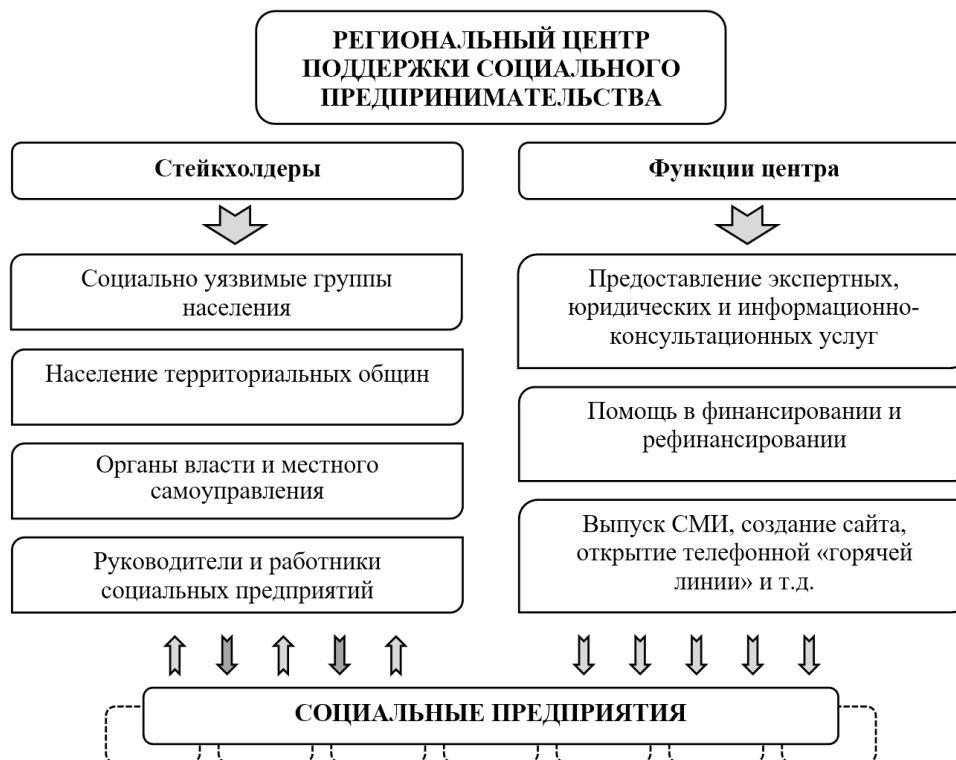 РЕГИОНАЛЬНЫЙ ЦЕНТР
ПОДДЕРЖКИ СОЦИАЛЬНОГО
ПРЕДПРИНИМАТЕЛЬСТВА
Стейкхолдеры
Социально уязвимые группы
населения
Население территориальных общин
Органы власти и местного
самоуправления
Руководители и работники
социальных предприятий
Функции центра
Предоставление экспертных,
юридических и информационно-
консультационных услуг
Помощь в финансировании и
рефинансировании
Выпуск СМИ, создание сайта,
открытие телефонной «горячей
линии» и т.д.
СОЦИАЛЬНЫЕ ПРЕДПРИЯТИЯ